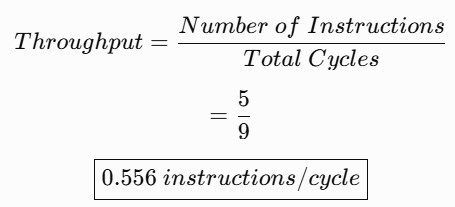 Throughput = Number of Instructions / Total Cycles
= 5 / 9
0.556 instructions/cycle